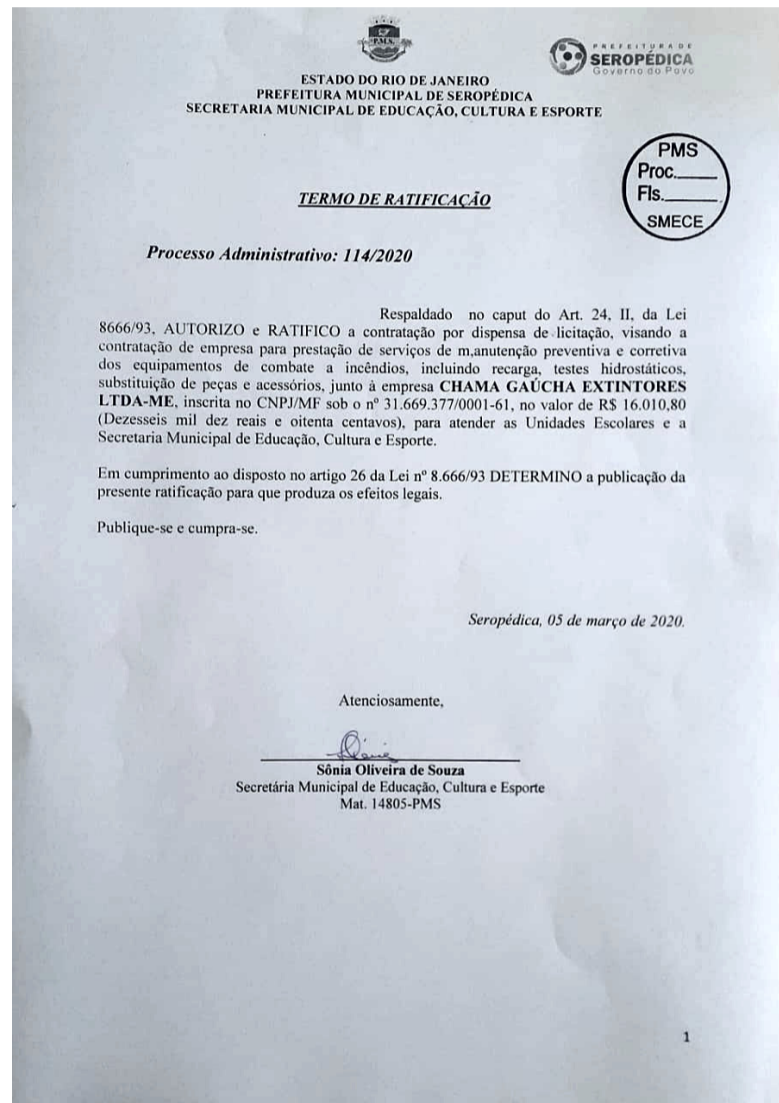 P.M.S.
PREFEITURA DE
SEROPÉDICA
Governo do Povo
ESTADO DO RIO DE JANEIRO
PREFEITURA MUNICIPAL DE SEROPÉDICA
SECRETARIA MUNICIPAL DE EDUCAÇÃO, CULTURA E ESPORTE
PMS
Proc.____
Fls.____
SMECE
TERMO DE RATIFICAÇÃO
Processo Administrativo: 114/2020
Respaldado no caput do Art. 24, II, da Lei
8666/93, AUTORIZO e RATIFICO a contratação por dispensa de licitação, visando a
contratação de empresa para prestação de serviços de m,anutenção preventiva e corretiva
dos equipamentos de combate a incêndios, incluindo recarga, testes hidrostáticos,
substituição de peças e acessórios, junto à empresa CHAMA GAÚCHA EXTINTORES
LTDA-ME, inscrita no CNPJ/MF sob o nº 31.669.377/0001-61, no valor de R$ 16.010,80
(Dezesseis mil dez reais e oitenta centavos), para atender as Unidades Escolares e a
Secretaria Municipal de Educação, Cultura e Esporte.
Em cumprimento ao disposto no artigo 26 da Lei nº 8.666/93 DETERMINO a publicação da
presente ratificação para que produza os efeitos legais.
Publique-se e cumpra-se.
Seropédica, 05 de março de 2020.
Atenciosamente,
Sônia Oliveira de Souza
Secretária Municipal de Educação, Cultura e Esporte
Mat. 14805-PMS
1